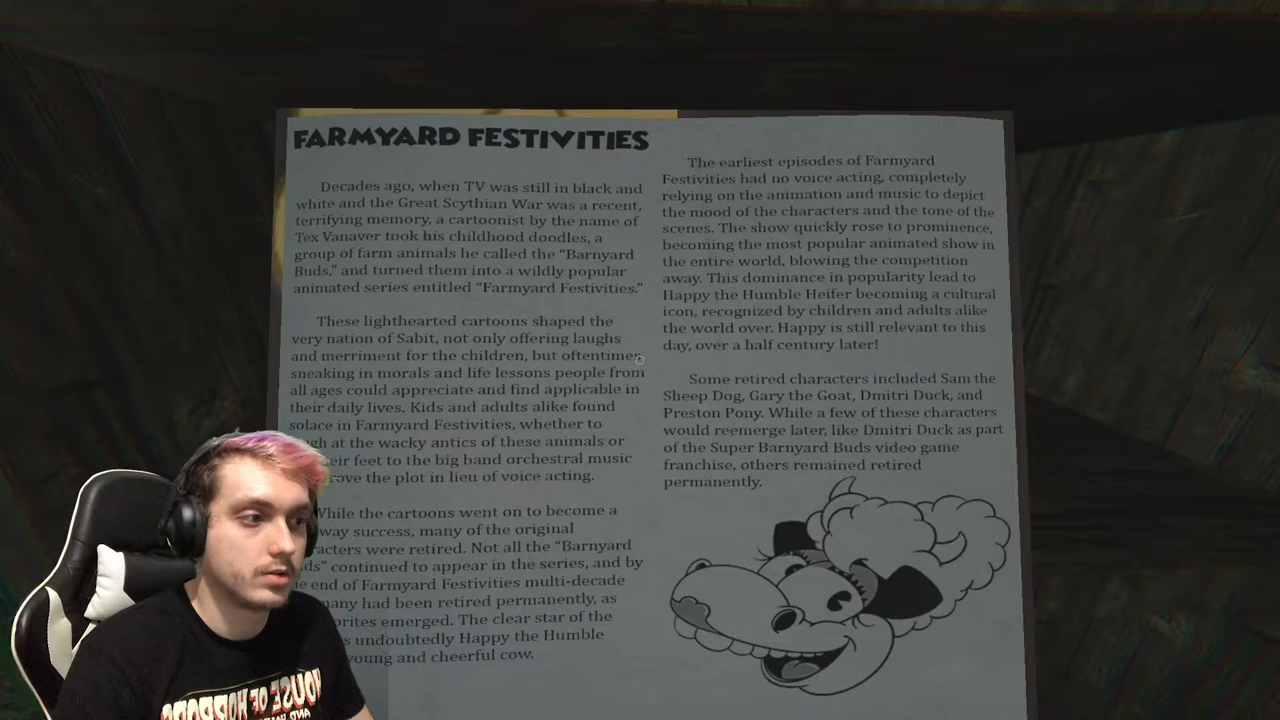 FARMYARD FESTIVITIES
Decades ago, when TV was still in black and
white and the Great Scythian War was a recent,
terrifying memory, a cartoonist by the name of
Tex Vanaver took his childhood doodles, a
group of farm animals he called the “Barnyard
Buds,” and turned them into a wildly popular
animated series entitled “Farmyard Festivities.”
These lighthearted cartoons shaped the
very nation of Sabit, not only offering laughs
and merriment for the children, but oftentimes
sneaking in morals and life lessons people from
all ages could appreciate and find applicable in
their daily lives. Kids and adults alike found
solace in Farmyard Festivities, whether to
at the wacky antics of these animals or
feet to the big band orchestral music
the plot in lieu of voice acting.
While the cartoons went on to become a
success, many of the original
were retired. Not all the “Barnyard
continued to appear in the series, and by
end of Farmyard Festivities multi-decade
many had been retired permanently, as
emerged. The clear star of the
undoubtedly Happy the Humble
young and cheerful cow.
The earliest episodes of Farmyard
Festivities had no voice acting, completely
relying on the animation and music to depict
the mood of the characters and the tone of the
scenes. The show quickly rose to prominence,
becoming the most popular animated show in
the entire world, blowing the competition
away. This dominance in popularity lead to
Happy the Humble Heifer becoming a cultural
icon, recognized by children and adults alike
the world over. Happy is still relevant to this
day, over a half century later!
Some retired characters included Sam the
Sheep Dog, Gary the Goat, Dmitri Duck, and
Preston Pony. While a few of these characters
would reemerge later, like Dmitri Duck as part
of the Super Barnyard Buds video game
franchise, others remained retired
permanently.
HOUSE OF HORRORS